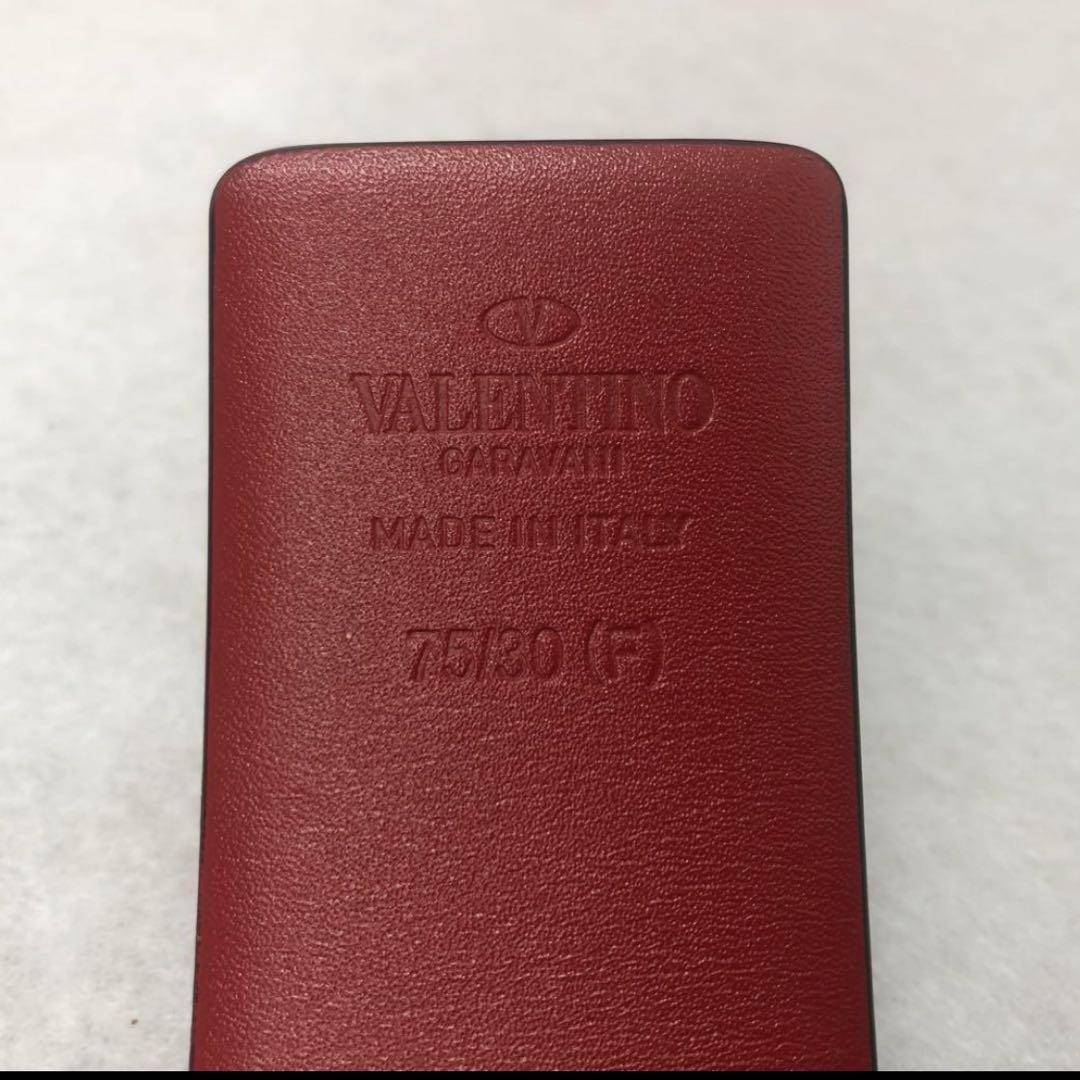 V
VALENTINO
GARAVANI
MADE IN ITALY
75/30 (F)